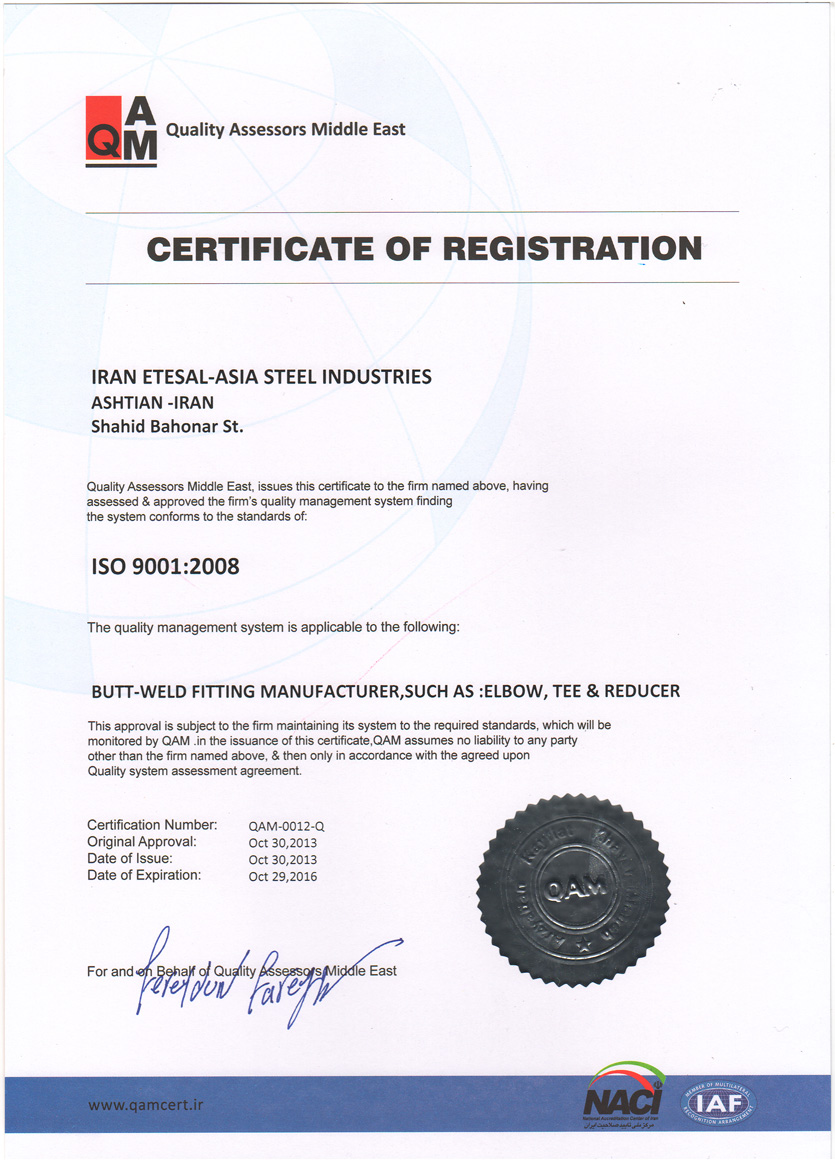 A
QM
Quality Assessors Middle East
CERTIFICATE OF REGISTRATION
IRAN ETESAL-ASIA STEEL INDUSTRIES
ASHTIAN -IRAN
Shahid Bahonar St.
Quality Assessors Middle East, issues this certificate to the firm named above, having
assessed & approved the firm's quality management system finding
the system conforms to the standards of:
ISO 9001:2008
The quality management system is applicable to the following:
BUTT-WELD FITTING MANUFACTURER,SUCH AS :ELBOW, TEE & REDUCER
This approval is subject to the firm maintaining its system to the required standards, which will be
monitored by QAM .in the issuance of this certificate,QAM assumes no liability to any party
other than the firm named above, & then only in accordance with the agreed upon
Quality system assessment agreement.
Certification Number: QAM-0012-Q
Original Approval: Oct 30,2013
Date of Issue: Oct 30,2013
Date of Expiration: Oct 29,2016
QAM
For and on Behalf of Quality Assessors Middle East
www.qamcert.ir
NACI
National Accreditation Center of Iran
مرکز ملی تایید صلاحیت ایران
MEMBER OF MULTILATERAL
IAF
RECOGNITION ARRANGEMENT